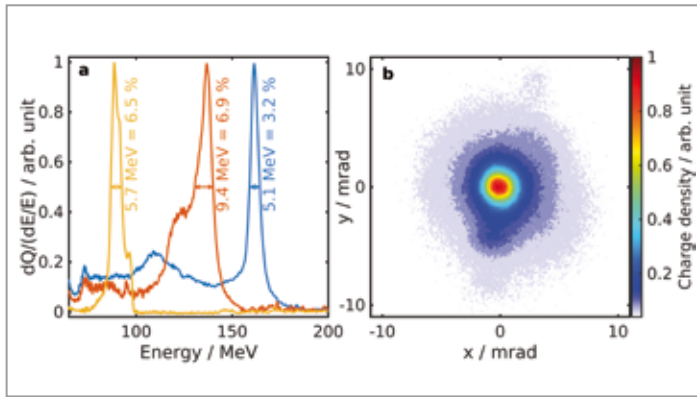 a
dQ/(dE/E) / arb. unit
1
0.8
0.6
0.4
0.2
0
100
150
200
Energy / MeV
5.7 MeV = 6.5 %
9.4 MeV = 6.9 %
5.1 MeV = 3.2 %
b
y / mrad
10
0
-10
-10
0
10
x / mrad
1
0.8
0.6
0.4
0.2
Charge density / arb. unit